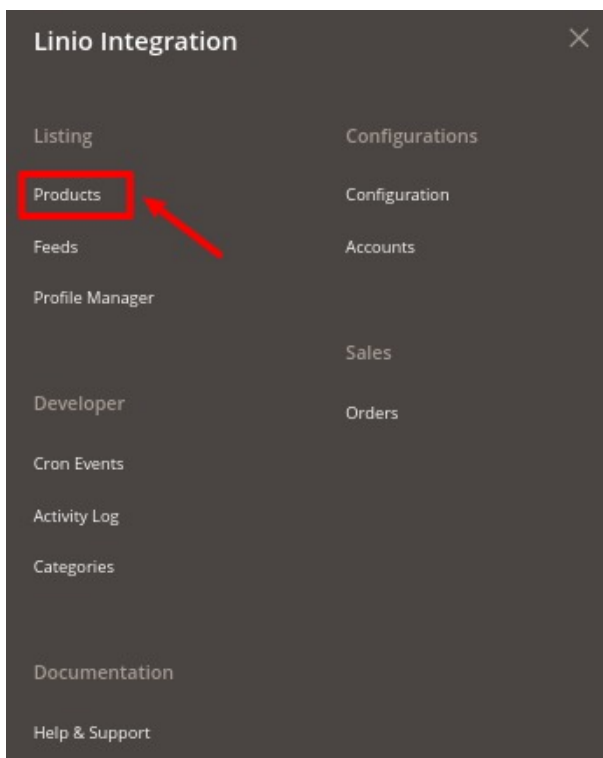 Linio Integration
Listing
Products
Feeds
Profile Manager
Developer
Cron Events
Activity Log
Categories
Documentation
Help & Support
Configurations
Configuration
Accounts
Sales
Orders